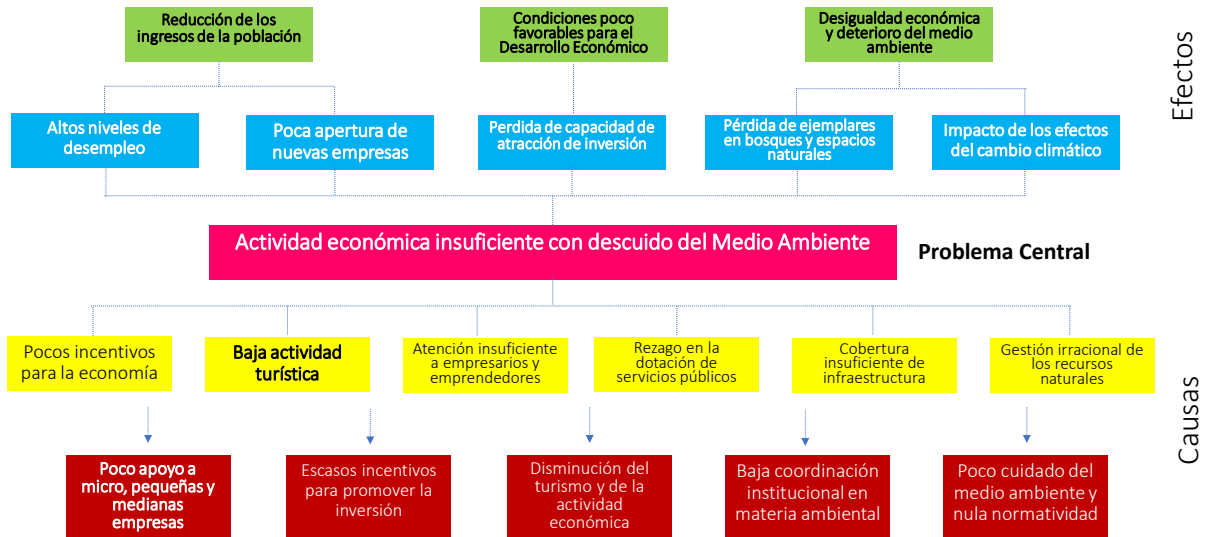 Reducción de los
ingresos de la población
Condiciones poco
favorables para el
Desarrollo Económico
Desigualdad económica
y deterioro del medio
ambiente
Efectos
Altos niveles de
desempleo
Poca apertura de
nuevas empresas
Perdida de capacidad de
atracción de inversión
Pérdida de ejemplares
en bosques y espacios
naturales
Impacto de los efectos
del cambio climático
Actividad económica insuficiente con descuido del Medio Ambiente
Problema Central
Pocos incentivos
para la economía
Baja actividad
turística
Atención insuficiente
a empresarios y
emprendedores
Rezago en la
dotación de
servicios públicos
Cobertura
insuficiente de
infraestructura
Gestión irracional de
los recursos
naturales
Causas
Poco apoyo a
micro, pequeñas y
medianas
empresas
Escasos incentivos
para promover la
inversión
Disminución del
turismo y de la
actividad
económica
Baja coordinación
institucional en
materia ambiental
Poco cuidado del
medio ambiente y
nula normatividad